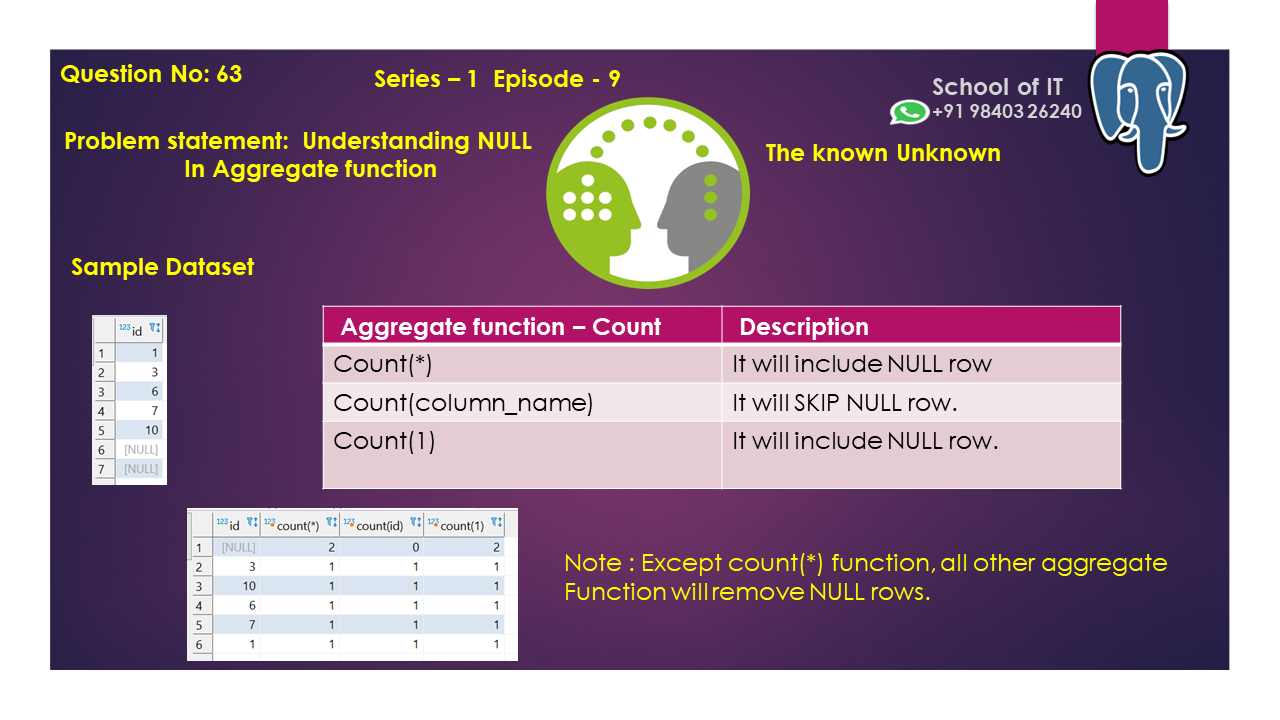 Question No: 63
Series – 1 Episode - 9
School of IT
+91 98403 26240
Problem statement: Understanding NULL
In Aggregate function
The known Unknown
Sample Dataset
123 id
1 1
2 3
3 6
4 7
5 10
6 [NULL]
7 [NULL]
Aggregate function – Count Description
Count(*) It will include NULL row
Count(column_name) It will SKIP NULL row.
Count(1) It will include NULL row.
123 id 123 count(*) 123 count(id) 123 count(1)
1 [NULL] 2 0 2
2 3 1 1 1
3 10 1 1 1
4 6 1 1 1
5 7 1 1 1
6 1 1 1 1
Note : Except count(*) function, all other aggregate
Function will remove NULL rows.